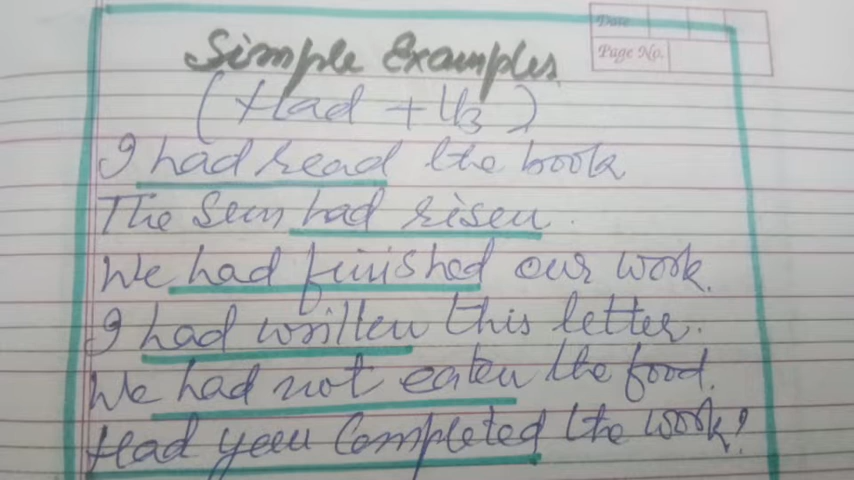 Date
Page No.
Simple Examples
(Had + V3)
I had read the book
The Sun had risen.
We had finished our work.
I had written this letter.
We had not eaten the food.
Had you Completed the work?